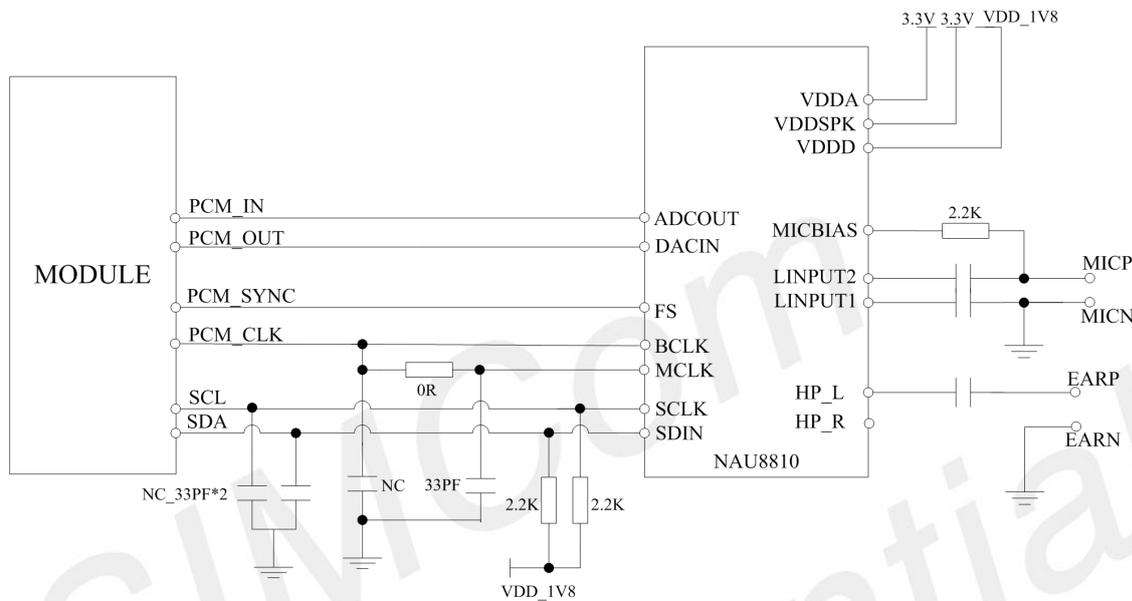 3.3V 3.3V VDD_1V8
VDDA
VDDSPK
VDDD
PCM_IN
ADCOUT
MICBIAS
2.2K
PCM_OUT
DACIN
MODULE
LINPUT2
MICP
LINPUT1
MICN
PCM_SYNC
FS
PCM_CLK
BCLK
MCLK
0R
SCL
SCLK
HP_L
EARP
SDA
SDIN
HP_R
EARN
NAU8810
NC_33PF*2
NC
33PF
2.2K
2.2K
VDD_1V8
SIMCom